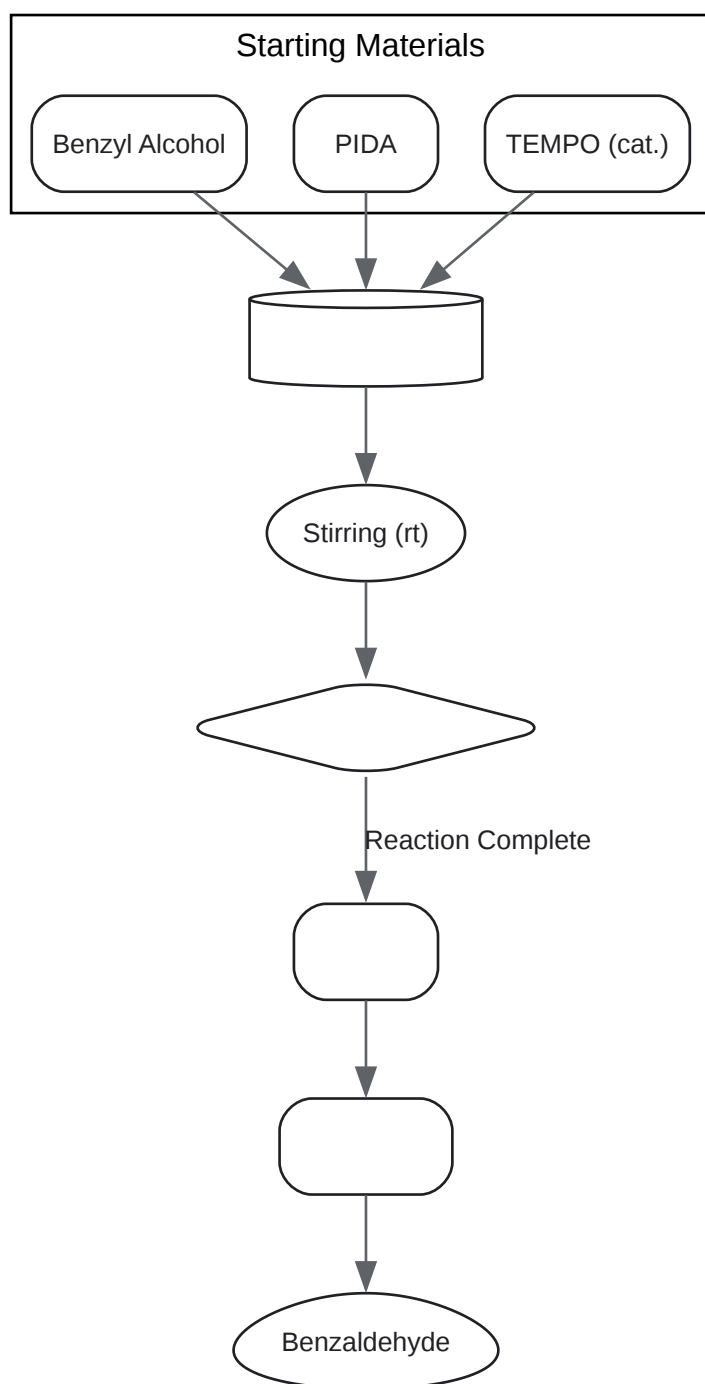 Starting Materials
Benzyl Alcohol
PIDA
TEMPO (cat.)
Stirring (rt)
Reaction Complete
Benzaldehyde